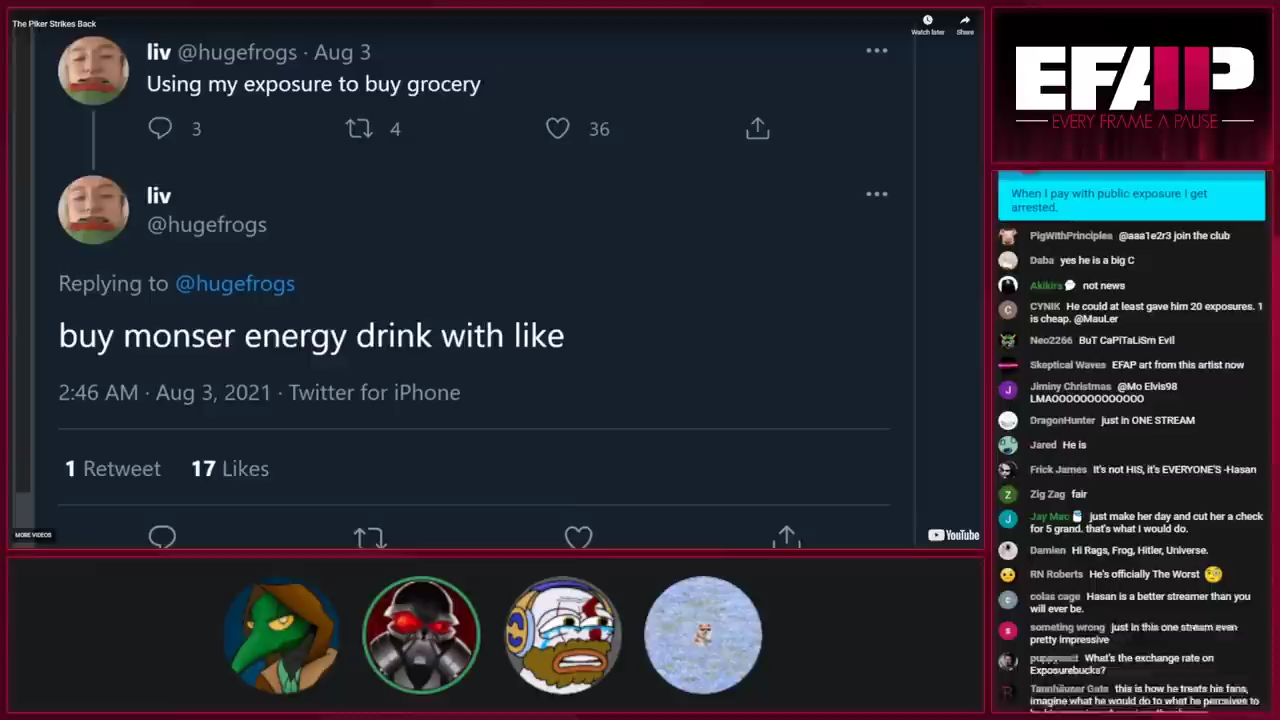 The Piker Strikes Back
Watch later
Share
liv @hugefrogs · Aug 3
Using my exposure to buy grocery
3
4
36
liv
@hugefrogs
Replying to @hugefrogs
buy monser energy drink with like
2:46 AM · Aug 3, 2021 · Twitter for iPhone
1 Retweet 17 Likes
MORE VIDEOS
YouTube
EFAP
EVERY FRAME A PAUSE
When I pay with public exposure I get
arrested.
PigWithPrinciples @aaa1e2r3 join the club
Daba yes he is a big C
Akikira not news
CYNIK He could at least gave him 20 exposures. 1
is cheap. @MauLer
Neo2266 BuT CaPiTaLiSm Evil
Skeptical Waves EFAP art from this artist now
Jiminy Christmas @Mo Elvis98
LMAOOOOOOOOOOOO
DragonHunter just in ONE STREAM
Jared He is
Frick James It's not HIS, it's EVERYONE'S -Hasan
Zig Zag fair
Jay Mac just make her day and cut her a check
for 5 grand. that's what I would do.
Damien Hi Rags, Frog, Hitler, Universe.
RN Roberts He's officially The Worst
colas cage Hasan is a better streamer than you
will ever be.
someting wrong just in this one stream even
pretty impressive
What's the exchange rate on
Exposurebucks?
Tannhäuser Gate this is how he treats his fans,
imagine what he would do to what he perceives to